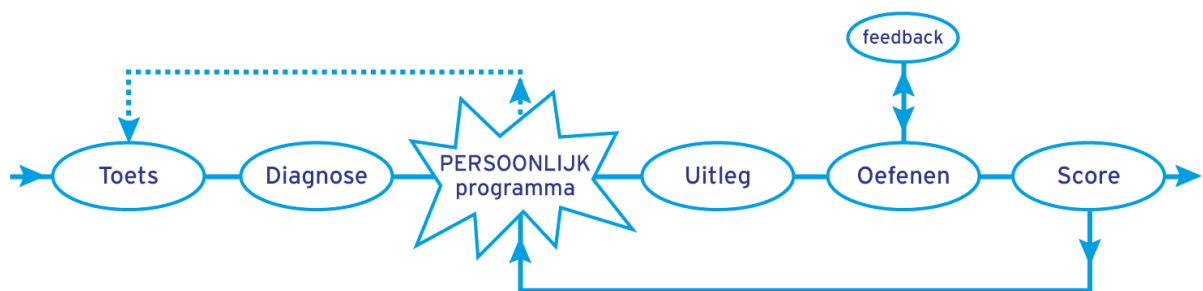 feedback
Toets
Diagnose
PERSOONLIJK
programma
Uitleg
Oefenen
Score